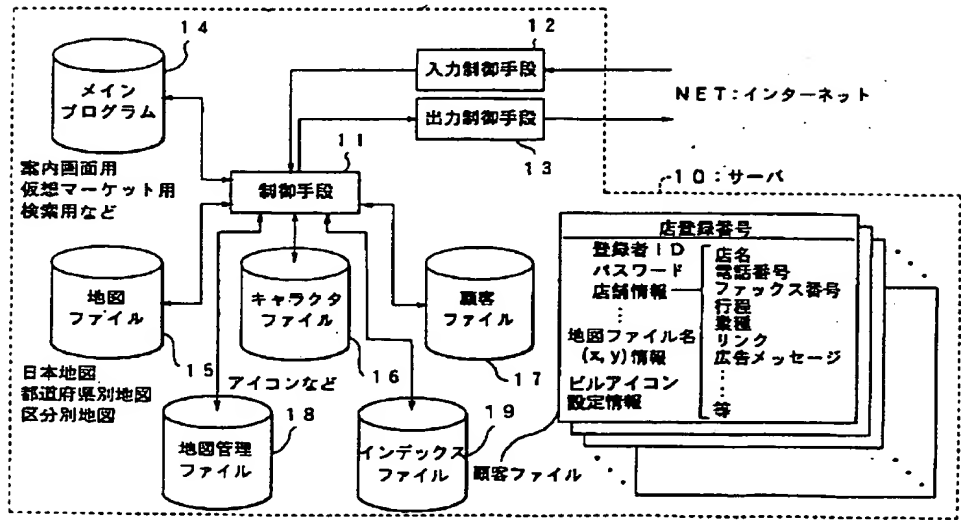 14
メイン
プログラム
案内画面用
仮想マーケット用
検索用など
12
入力制御手段
出力制御手段
13
NET:インターネット
11
制御手段
10:サーバ
地図
ファイル
15
日本地図
都道府県別地図
区分別地図
キャラクタ
ファイル
16
アイコンなど
顧客
ファイル
17
地図管理
ファイル
18
インデックス
ファイル
19
店登録番号
登録者ID
パスワード
店舗情報
⋮
地図ファイル名
(x,y)情報
ビルアイコン
設定情報
店名
電話番号
ファックス番号
行程
業種
リンク
広告メッセージ
⋮
等
顧客ファイル